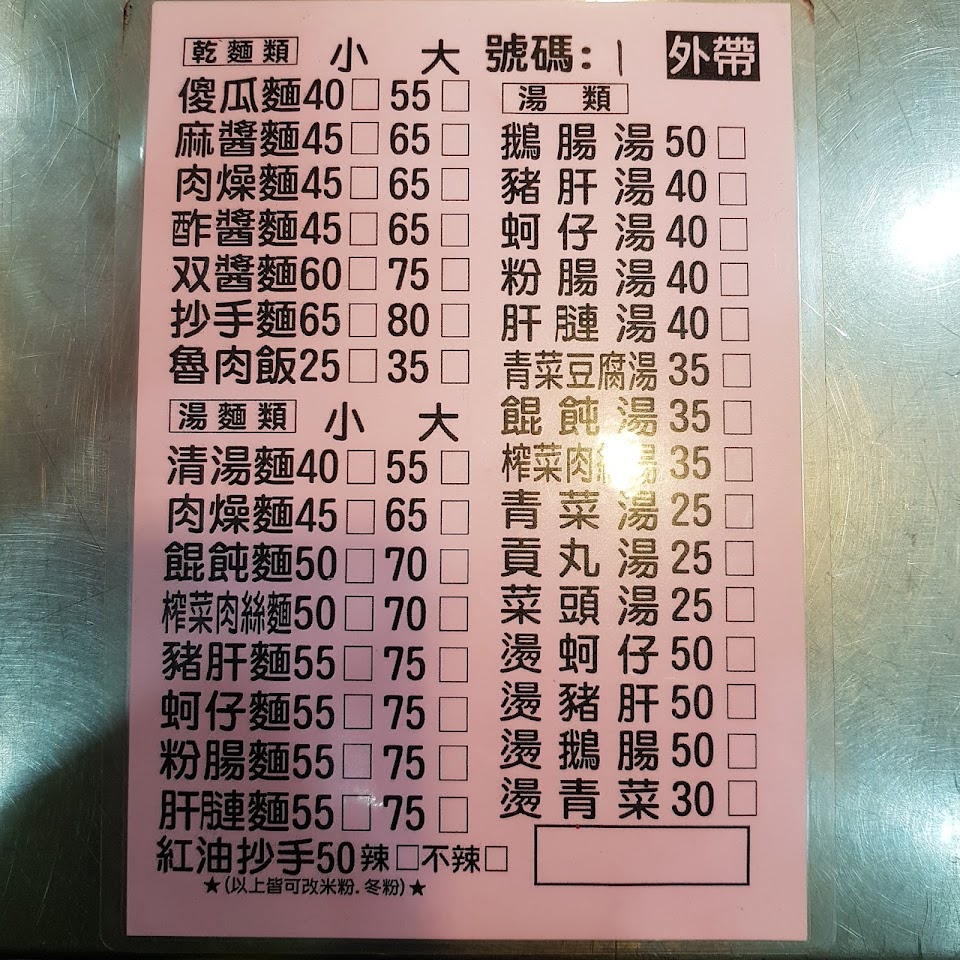 乾麵類 小 大
傻瓜麵40□ 55□
麻醬麵45□ 65□
肉燥麵45□ 65□
酢醬麵45□ 65□
双醬麵60□ 75□
抄手麵65□ 80□
魯肉飯25□ 35□
湯麵類 小 大
清湯麵40□ 55□
肉燥麵45□ 65□
餛飩麵50□ 70□
榨菜肉絲麵50□ 70□
豬肝麵55□ 75□
蚵仔麵55□ 75□
粉腸麵55□ 75□
肝膶麵55□ 75□
紅油抄手50 辣□不辣□
★(以上皆可改米粉.冬粉)★
號碼:1 外帶
湯 類
鵝腸湯50□
豬肝湯40□
蚵仔湯40□
粉腸湯40□
肝膶湯40□
青菜豆腐湯35□
餛飩湯35□
榨菜肉絲湯35□
青菜湯25□
貢丸湯25□
菜頭湯25□
燙蚵仔50□
燙豬肝50□
燙鵝腸50□
燙青菜30□